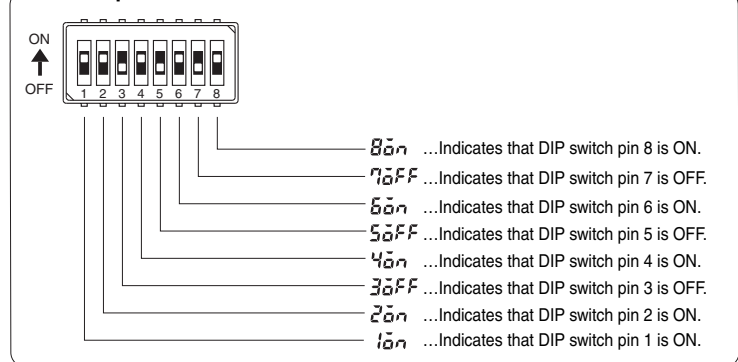 ON
OFF
1 2 3 4 5 6 7 8
8on …Indicates that DIP switch pin 8 is ON.
7oFF …Indicates that DIP switch pin 7 is OFF.
6on …Indicates that DIP switch pin 6 is ON.
5oFF …Indicates that DIP switch pin 5 is OFF.
4on …Indicates that DIP switch pin 4 is ON.
3oFF …Indicates that DIP switch pin 3 is OFF.
2on …Indicates that DIP switch pin 2 is ON.
1on …Indicates that DIP switch pin 1 is ON.